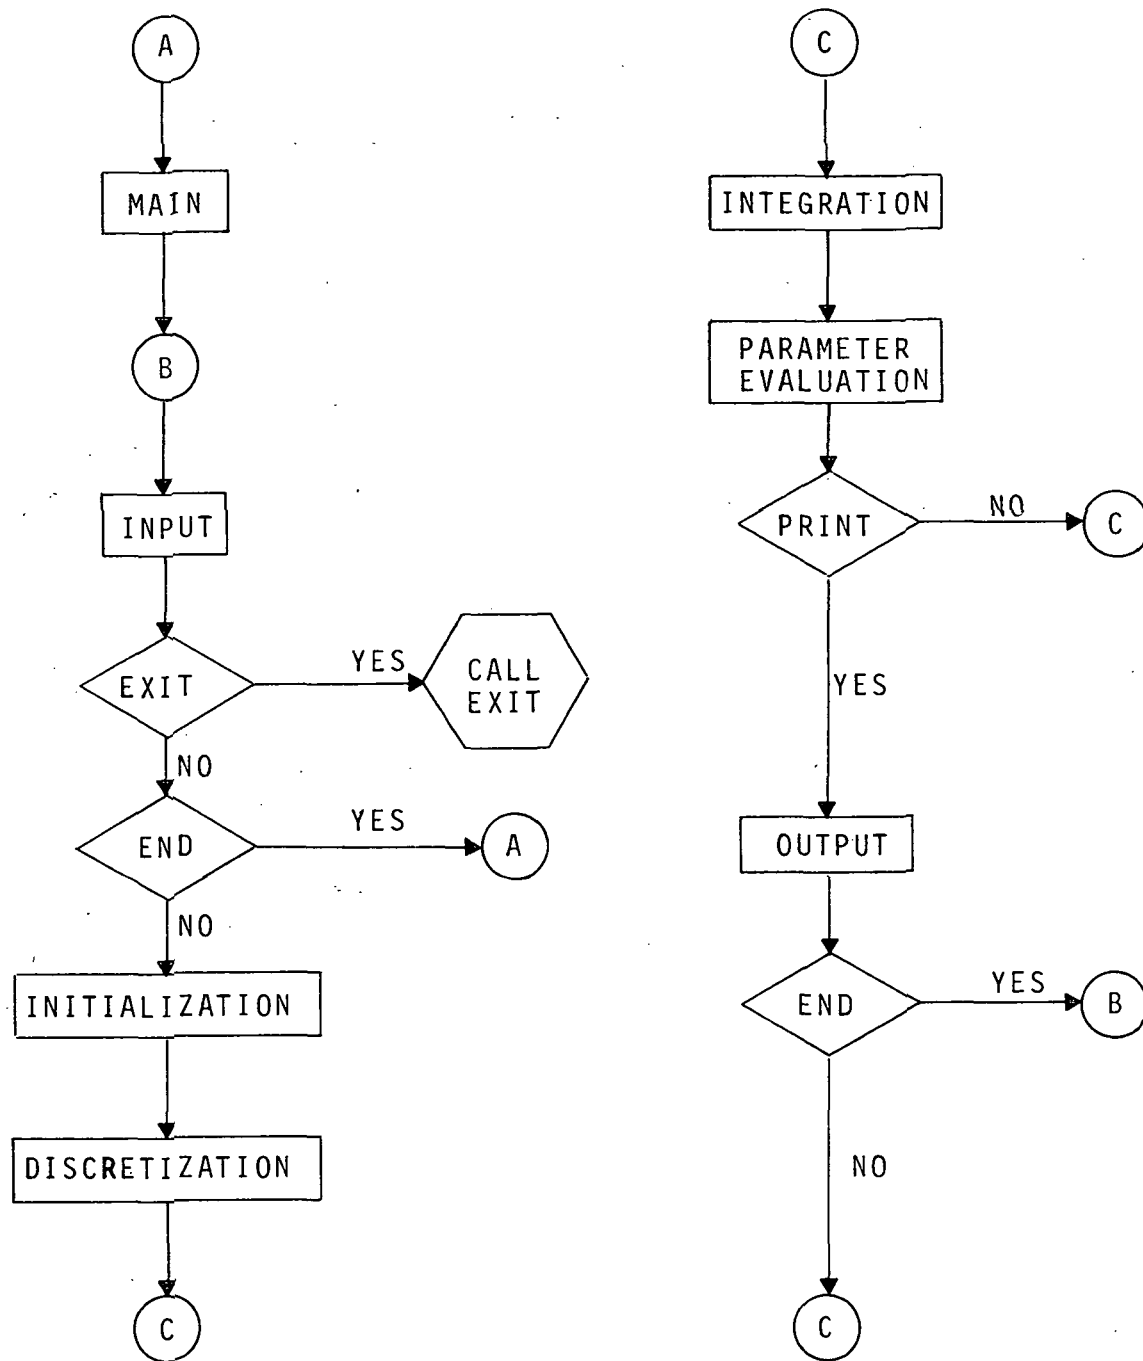 A
MAIN
B
INPUT
EXIT
YES
CALL
EXIT
NO
END
YES
A
NO
INITIALIZATION
DISCRETIZATION
C
C
INTEGRATION
PARAMETER
EVALUATION
PRINT
NO
C
YES
OUTPUT
END
YES
B
NO
C